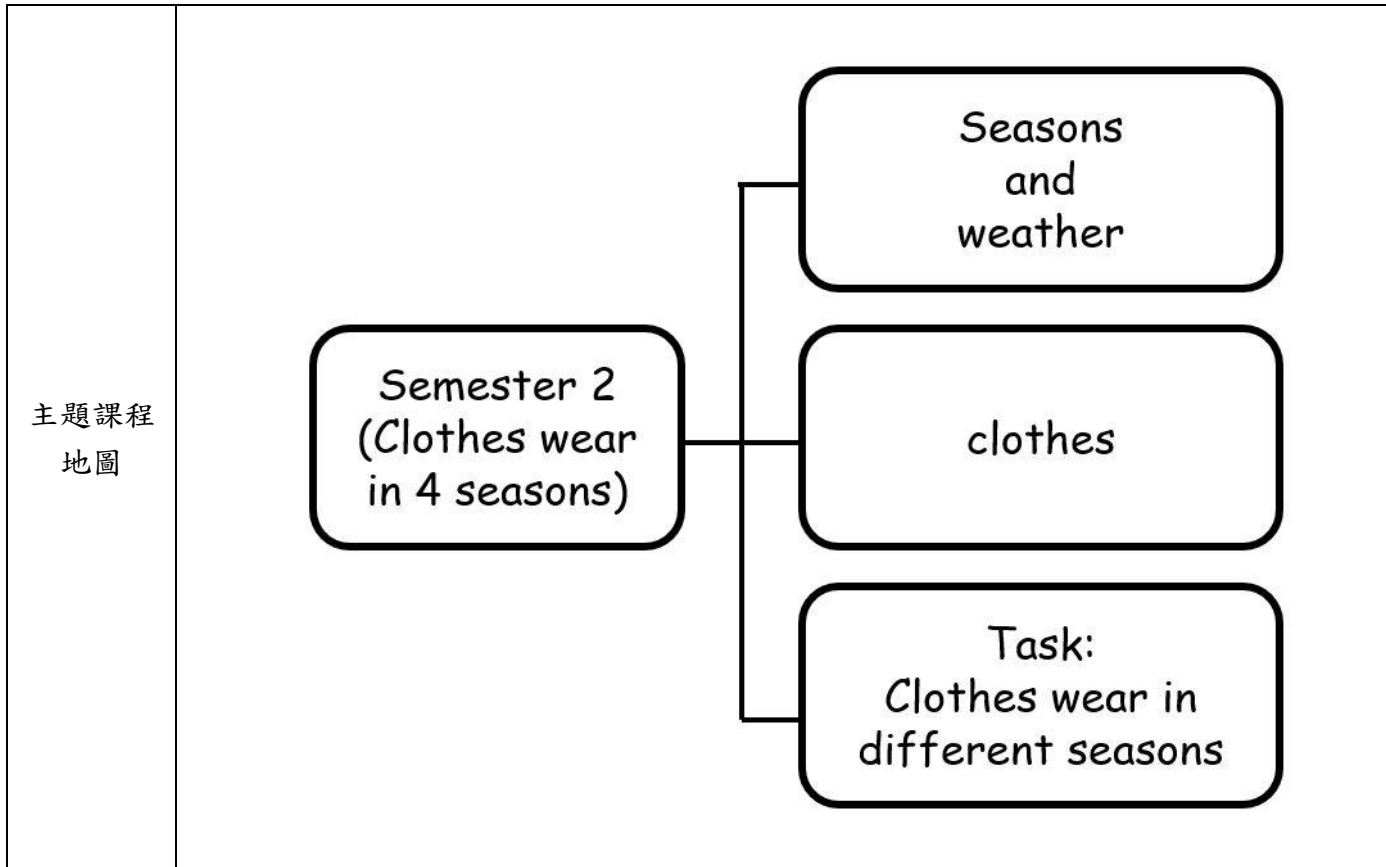 主題課程
地圖
Semester 2
(Clothes wear
in 4 seasons)
Seasons
and
weather
clothes
Task:
Clothes wear in
different seasons